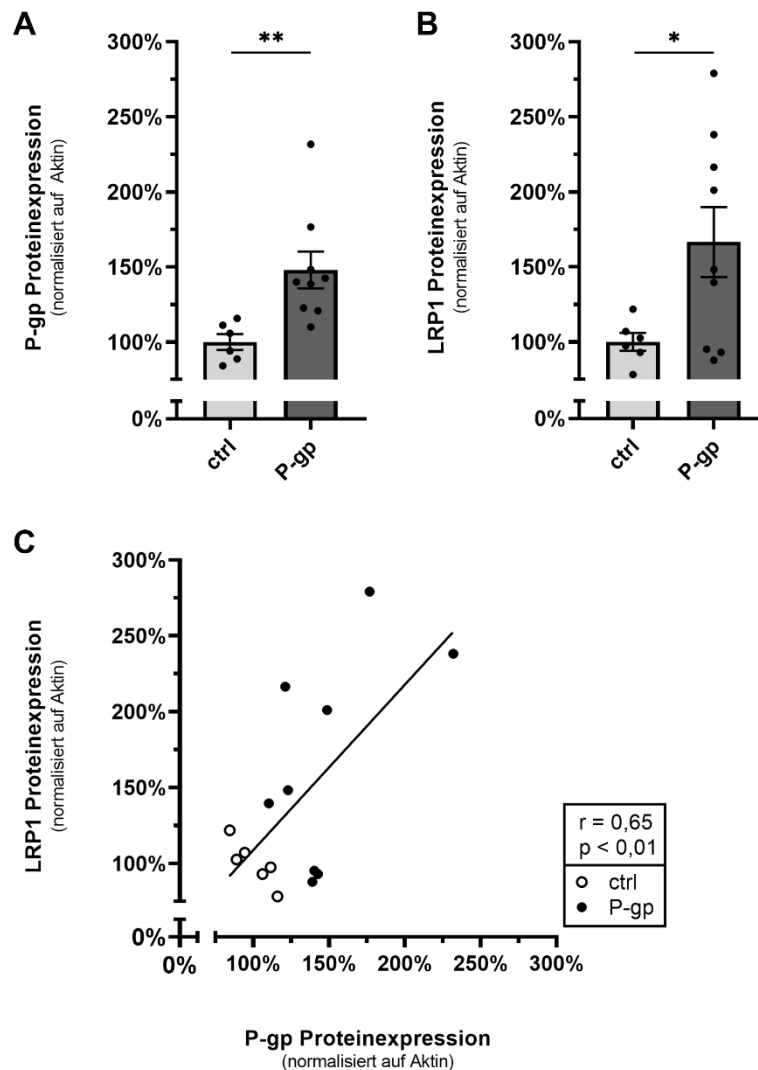 A
300%
250%
200%
150%
100%
0%
P-gp Proteinexpression
(normalisiert auf Aktin)
**
ctrl
P-gp
B
300%
250%
200%
150%
100%
0%
LRP1 Proteinexpression
(normalisiert auf Aktin)
*
ctrl
P-gp
C
300%
250%
200%
150%
100%
0%
LRP1 Proteinexpression
(normalisiert auf Aktin)
r = 0,65
p < 0,01
ctrl
P-gp
0% 100% 150% 200% 250% 300%
P-gp Proteinexpression
(normalisiert auf Aktin)